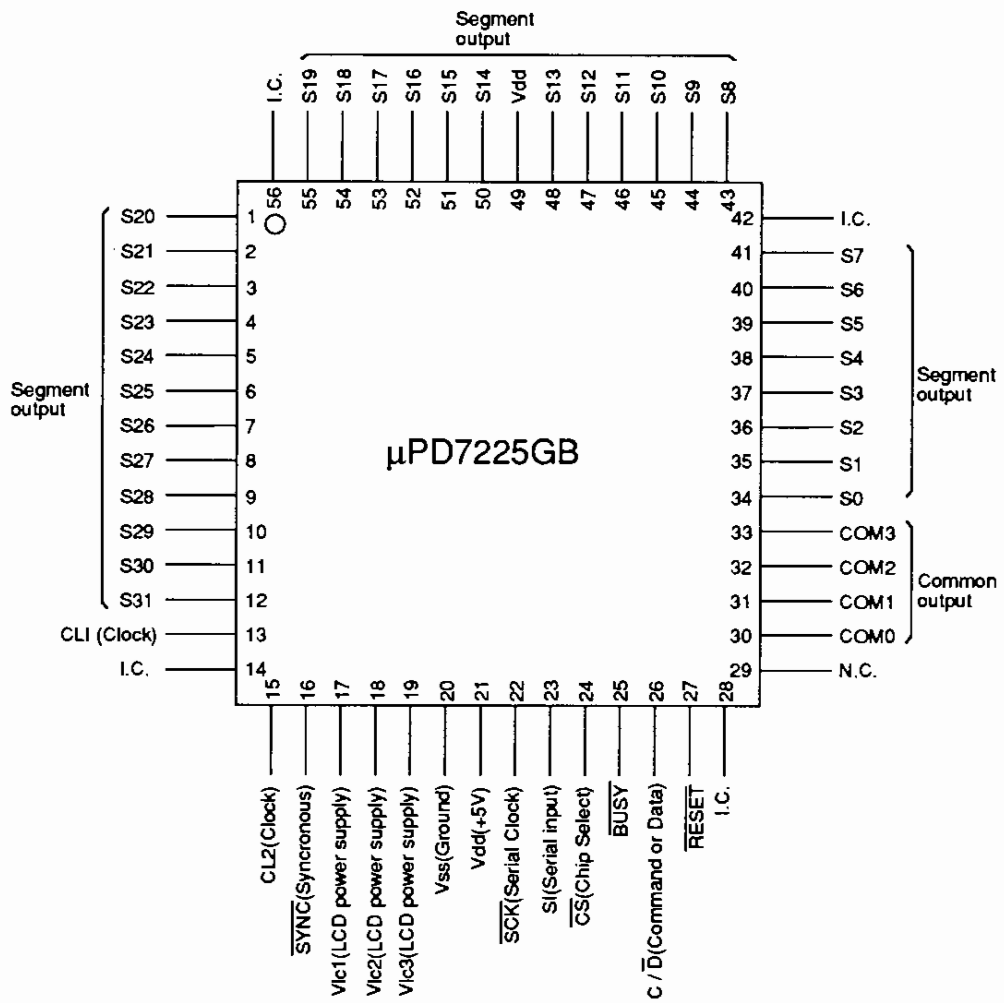 Segment
output
I.C.
S19
S18
S17
S16
S15
S14
Vdd
S13
S12
S11
S10
S9
S8
56
55
54
53
52
51
50
49
48
47
46
45
44
43
S20 1
S21 2
S22 3
S23 4
S24 5
S25 6
S26 7
S27 8
S28 9
S29 10
S30 11
S31 12
CLI (Clock) 13
I.C. 14
Segment
output
µPD7225GB
42 I.C.
41 S7
40 S6
39 S5
38 S4
37 S3
36 S2
35 S1
34 S0
33 COM3
32 COM2
31 COM1
30 COM0
29 N.C.
Segment
output
Common
output
15
16
17
18
19
20
21
22
23
24
25
26
27
28
CL2(Clock)
S̅Y̅N̅C̅(Syncronous)
Vlc1(LCD power supply)
Vlc2(LCD power supply)
Vlc3(LCD power supply)
Vss(Ground)
Vdd(+5V)
S̅C̅K̅(Serial Clock)
SI(Serial input)
C̅S̅(Chip Select)
B̅U̅S̅Y̅
C / D̅(Command or Data)
R̅E̅S̅E̅T̅
I.C.